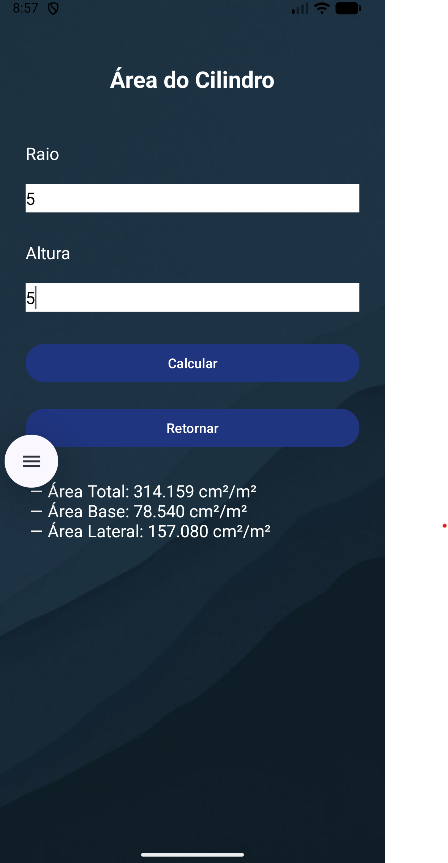 8:57
Área do Cilindro
Raio
5
Altura
5
Calcular
Retornar
— Área Total: 314.159 cm²/m²
— Área Base: 78.540 cm²/m²
— Área Lateral: 157.080 cm²/m²